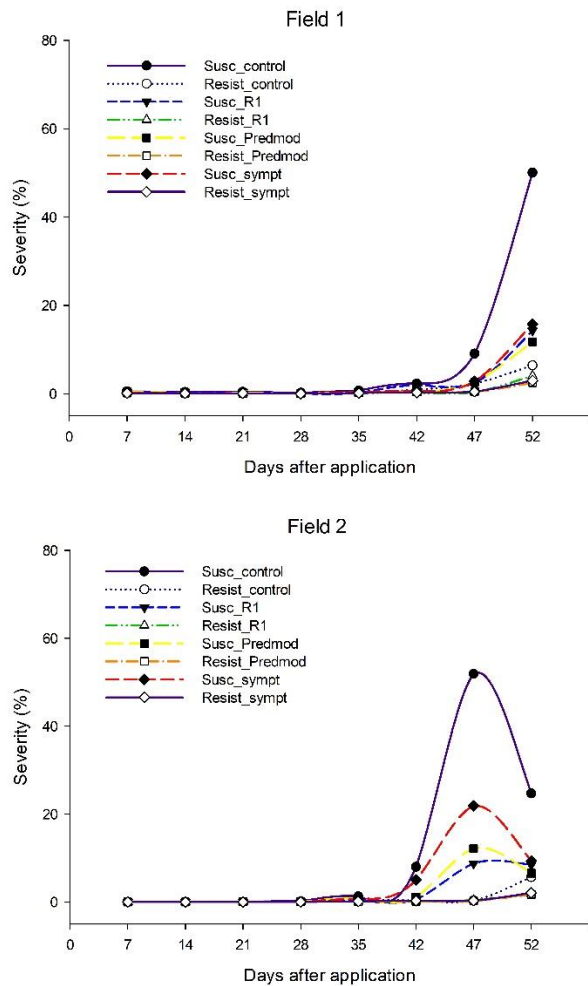 Field 1
80
60
40
20
0
Severity (%)
Susc_control
Resist_control
Susc_R1
Resist_R1
Susc_Predmod
Resist_Predmod
Susc_sympt
Resist_sympt
0 7 14 21 28 35 42 47 52
Days after application
Field 2
80
60
40
20
0
Severity (%)
Susc_control
Resist_control
Susc_R1
Resist_R1
Susc_Predmod
Resist_Predmod
Susc_sympt
Resist_sympt
0 7 14 21 28 35 42 47 52
Days after application